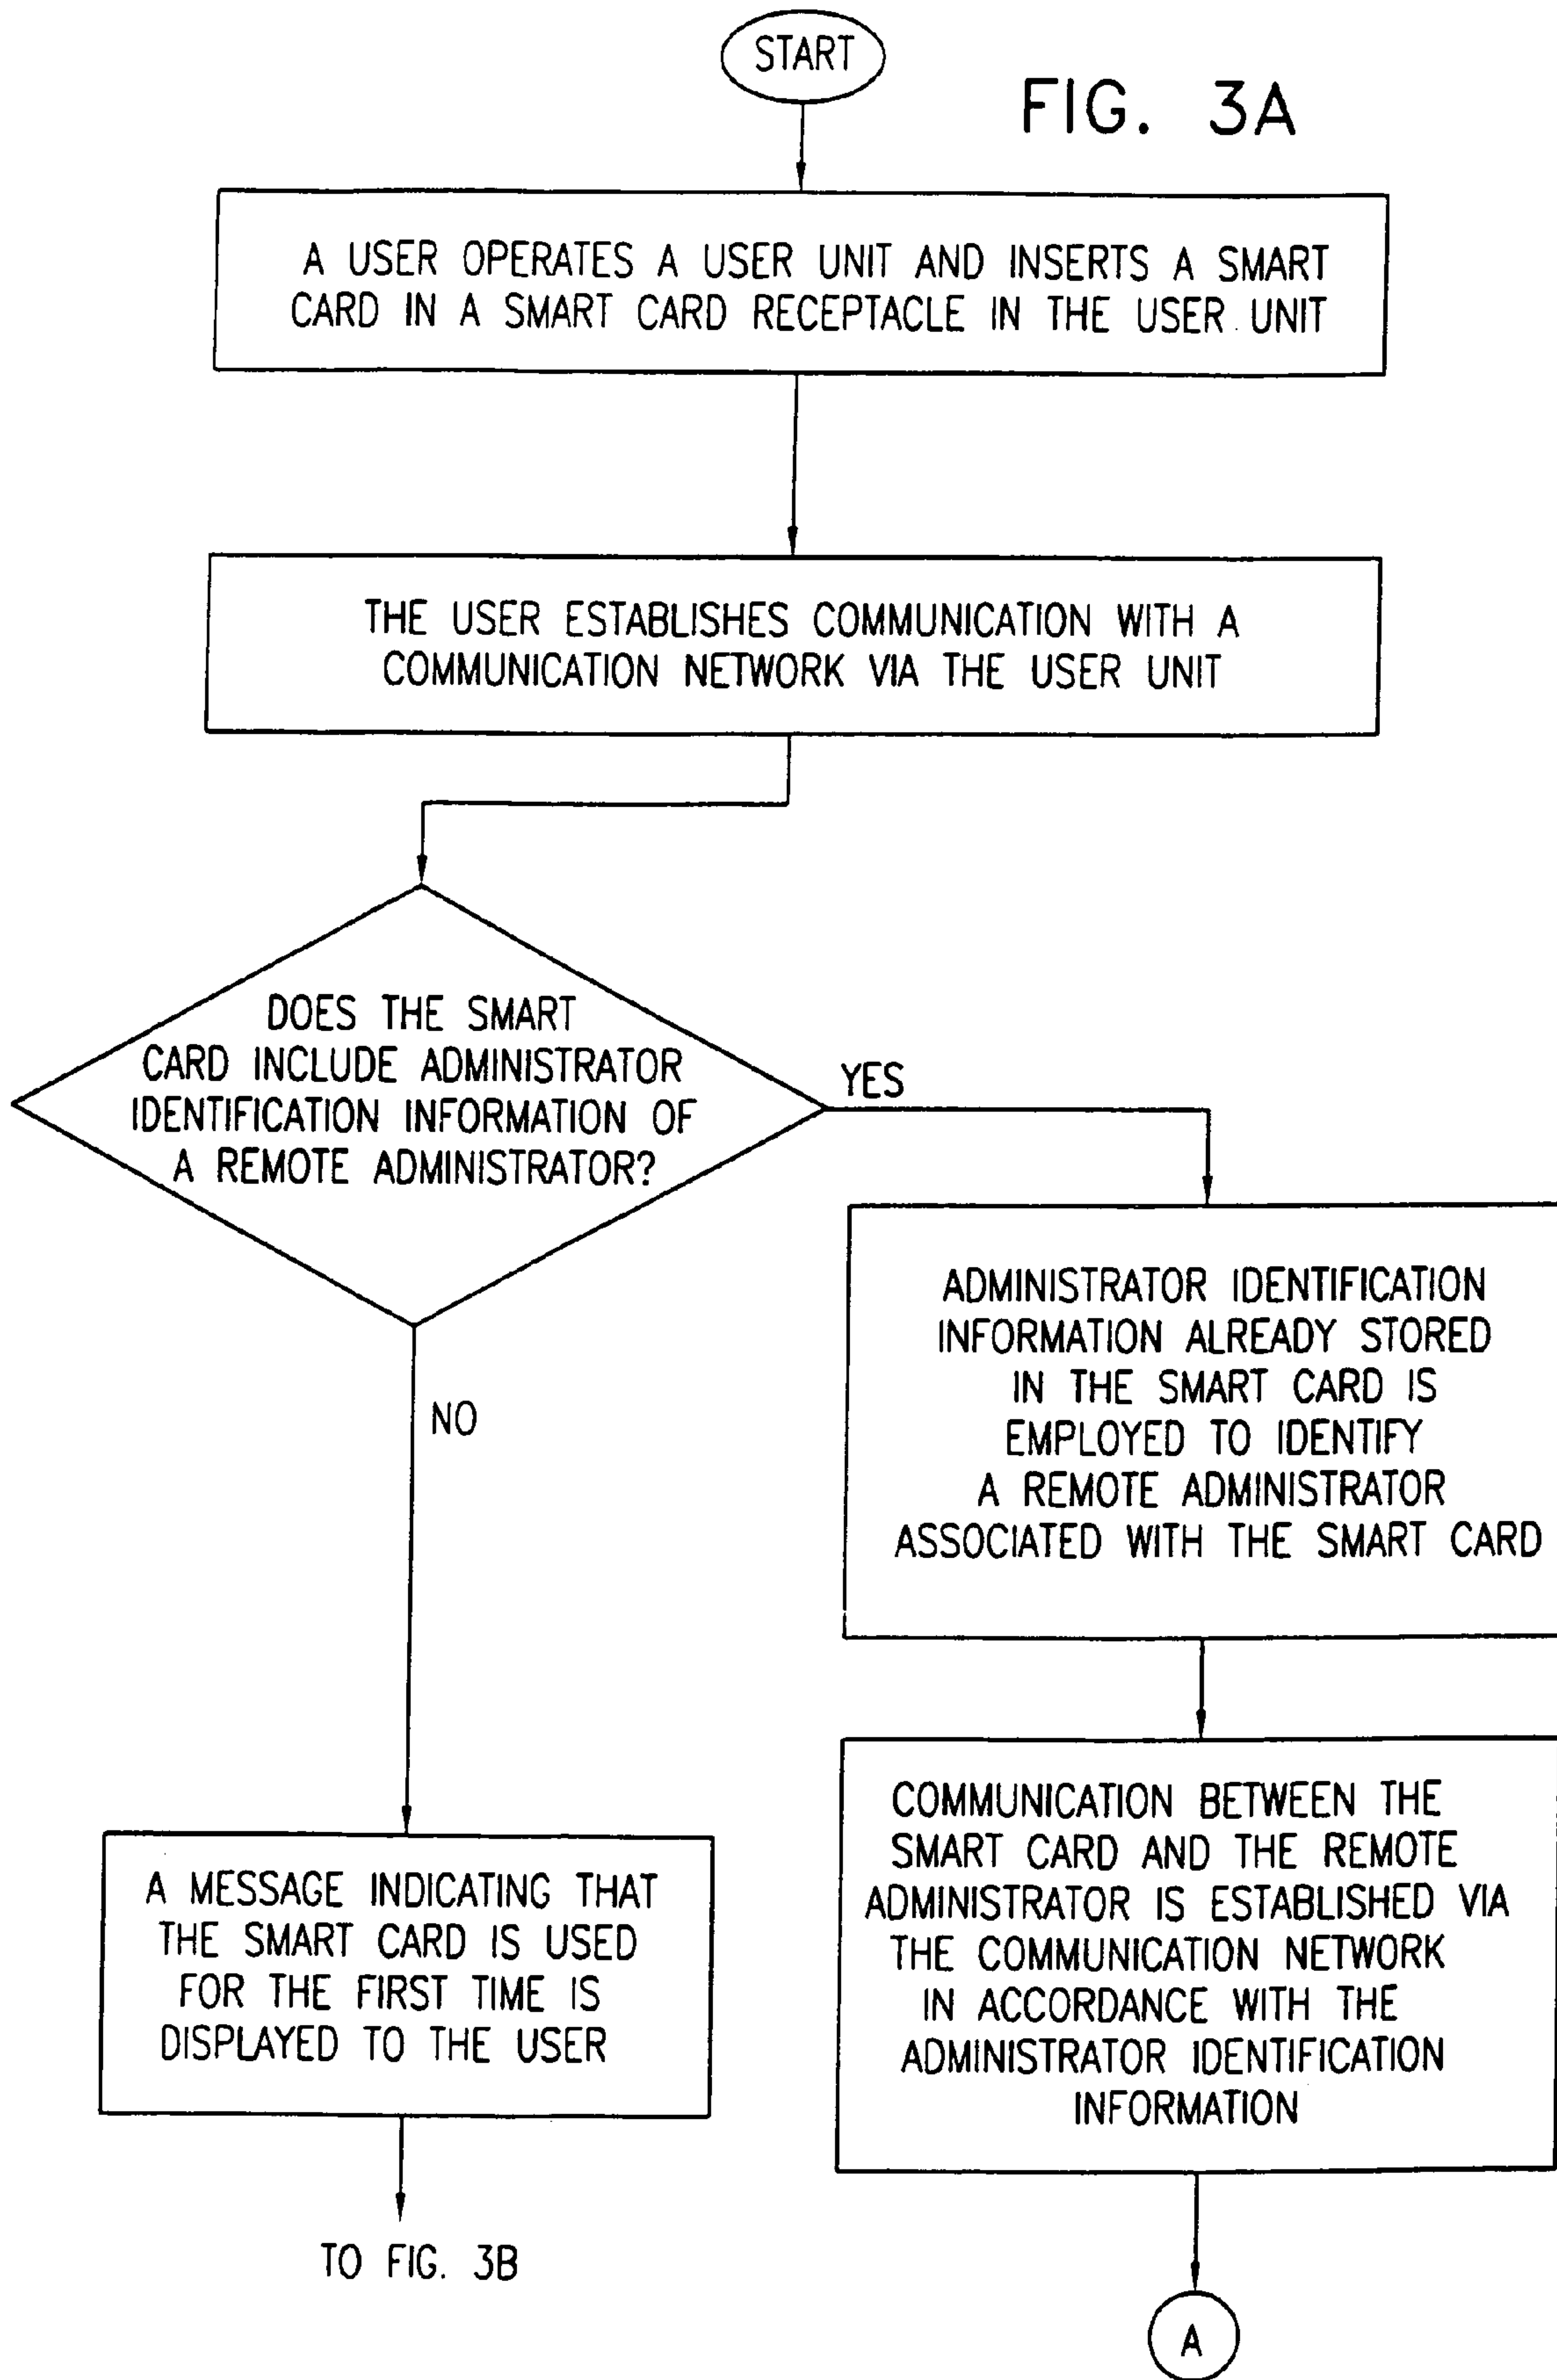 START
FIG. 3A
A USER OPERATES A USER UNIT AND INSERTS A SMART
CARD IN A SMART CARD RECEPTACLE IN THE USER UNIT
THE USER ESTABLISHES COMMUNICATION WITH A
COMMUNICATION NETWORK VIA THE USER UNIT
DOES THE SMART
CARD INCLUDE ADMINISTRATOR
IDENTIFICATION INFORMATION OF
A REMOTE ADMINISTRATOR?
YES
ADMINISTRATOR IDENTIFICATION
INFORMATION ALREADY STORED
IN THE SMART CARD IS
EMPLOYED TO IDENTIFY
A REMOTE ADMINISTRATOR
ASSOCIATED WITH THE SMART CARD
NO
COMMUNICATION BETWEEN THE
SMART CARD AND THE REMOTE
ADMINISTRATOR IS ESTABLISHED VIA
THE COMMUNICATION NETWORK
IN ACCORDANCE WITH THE
ADMINISTRATOR IDENTIFICATION
INFORMATION
A MESSAGE INDICATING THAT
THE SMART CARD IS USED
FOR THE FIRST TIME IS
DISPLAYED TO THE USER
TO FIG. 3B
A